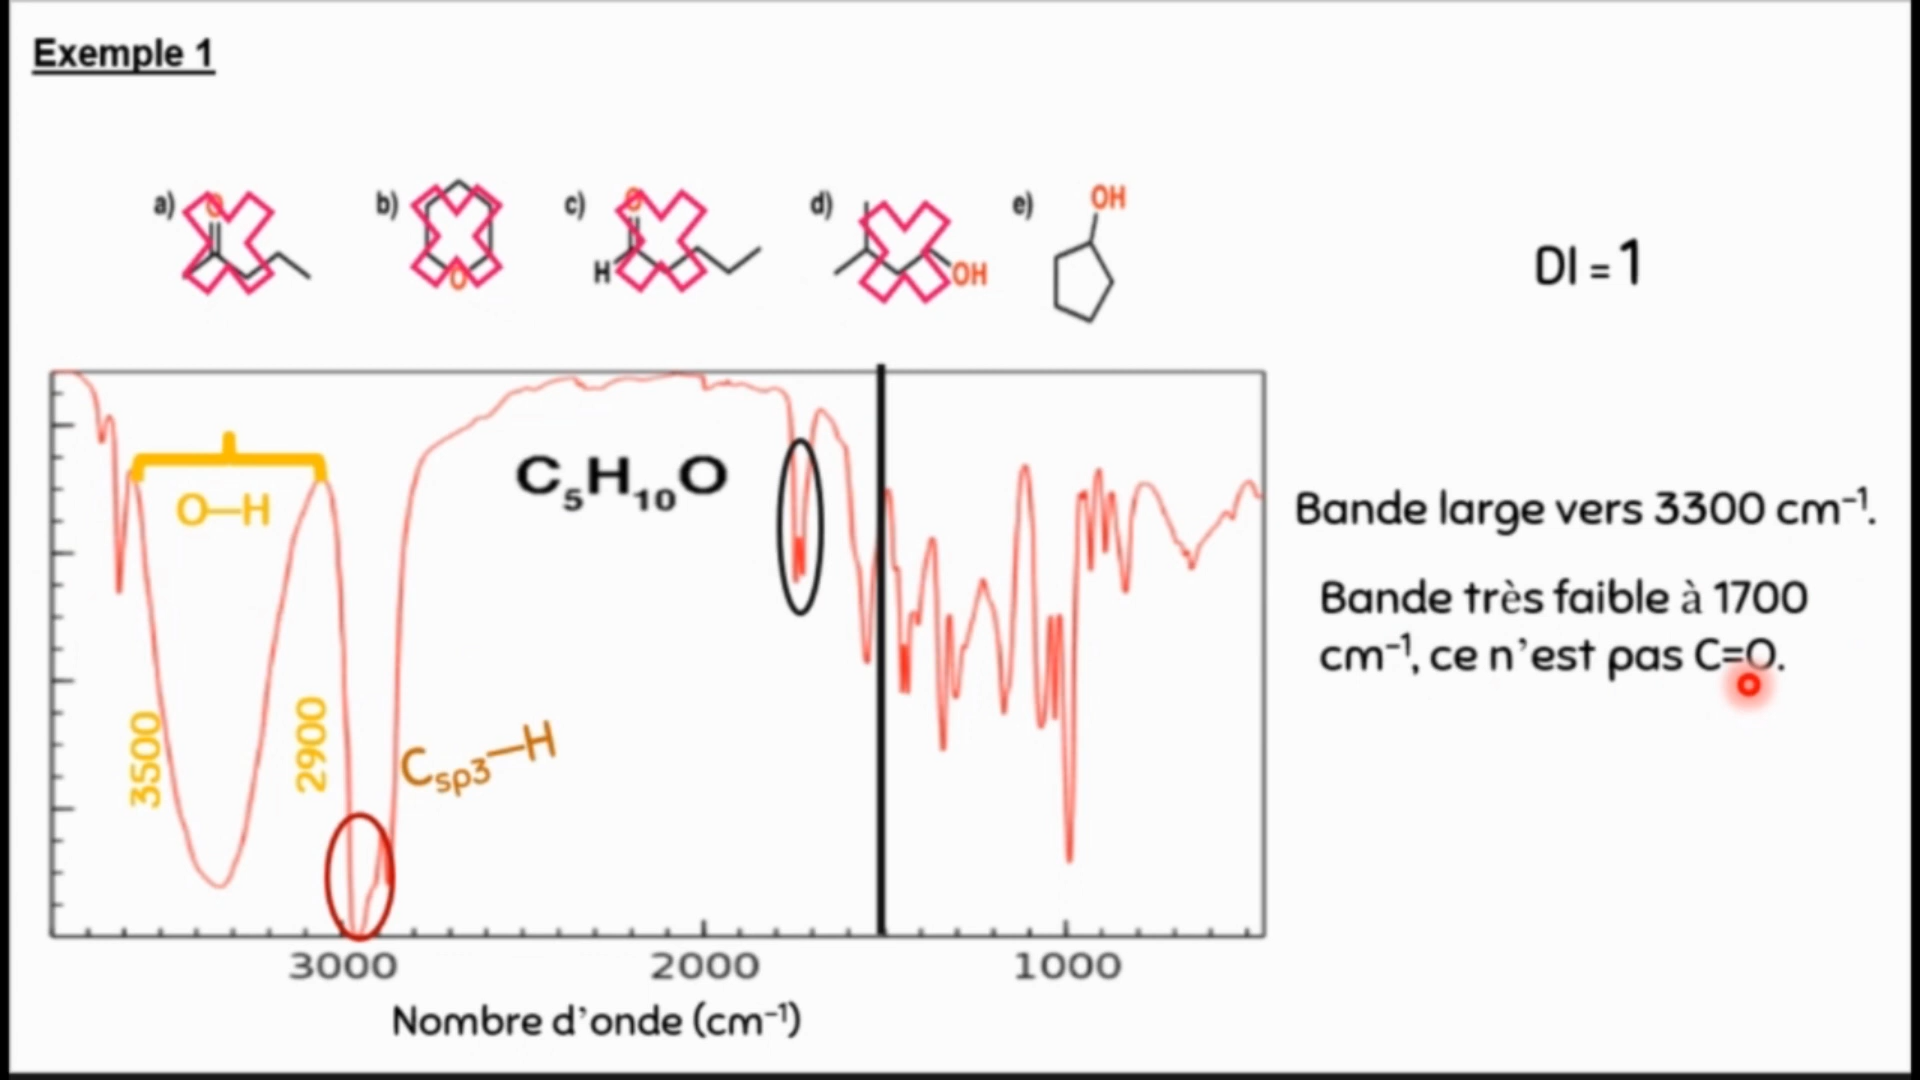 Exemple 1
a) O
b) O
c) O H
d) OH
e) OH
DI = 1
O—H
C₅H₁₀O
3500
2900
Csp3—H
Bande large vers 3300 cm⁻¹.
Bande très faible à 1700
cm⁻¹, ce n’est pas C=O.
3000 2000 1000
Nombre d’onde (cm⁻¹)